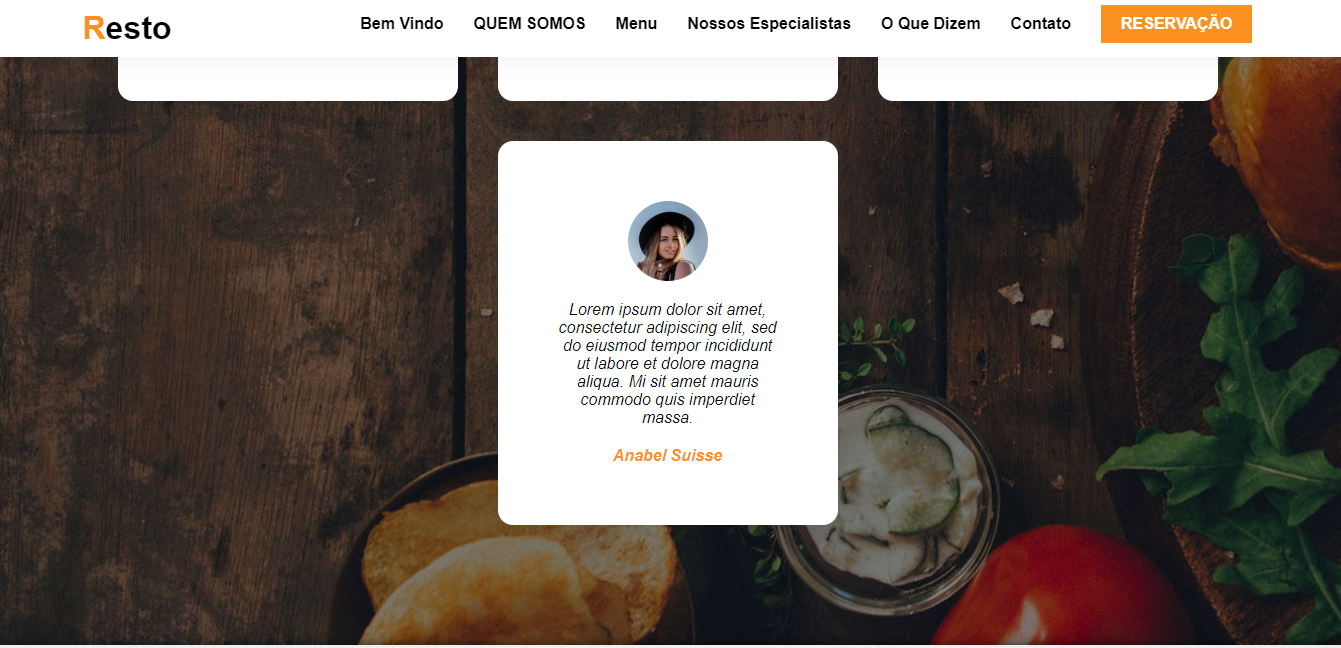 Resto
Bem Vindo
QUEM SOMOS
Menu
Nossos Especialistas
O Que Dizem
Contato
RESERVAÇÃO
Lorem ipsum dolor sit amet,
consectetur adipiscing elit, sed
do eiusmod tempor incididunt
ut labore et dolore magna
aliqua. Mi sit amet mauris
commodo quis imperdiet
massa.
Anabel Suisse